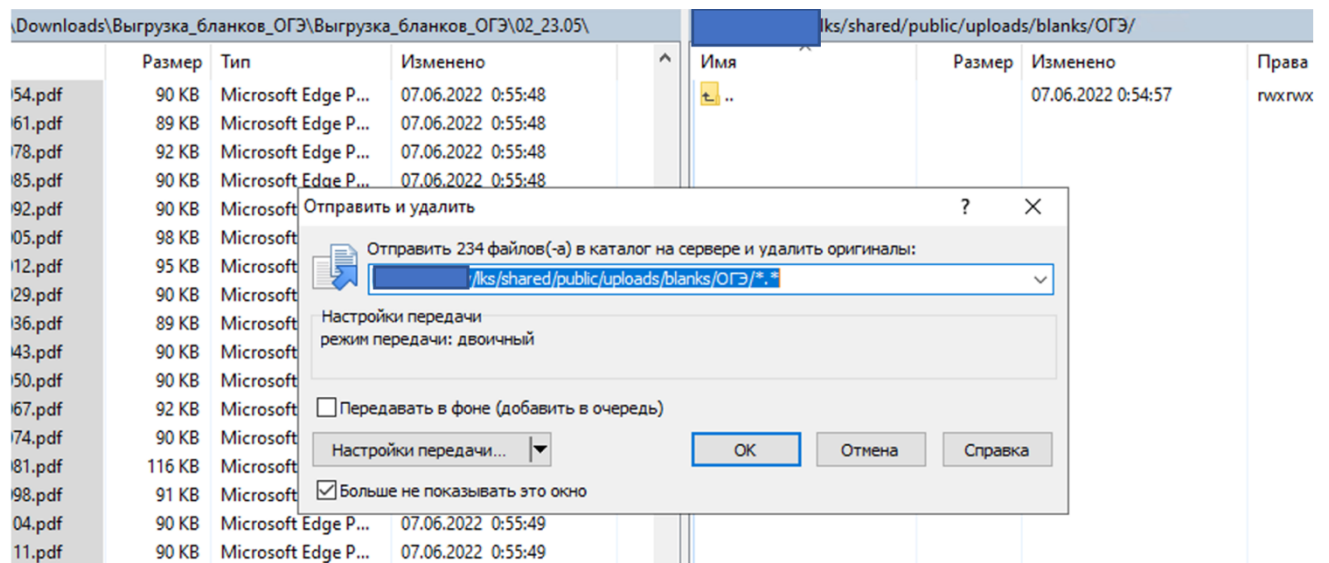 \Downloads\Выгрузка_бланков_ОГЭ\Выгрузка_бланков_ОГЭ\02_23.05\
lks/shared/public/uploads/blanks/ОГЭ/
Размер Тип Изменено
Имя Размер Изменено Права
54.pdf 90 KB Microsoft Edge P... 07.06.2022 0:55:48
.. 07.06.2022 0:54:57 rwxrwx
61.pdf 89 KB Microsoft Edge P... 07.06.2022 0:55:48
78.pdf 92 KB Microsoft Edge P... 07.06.2022 0:55:48
85.pdf 90 KB Microsoft Edge P... 07.06.2022 0:55:48
92.pdf 90 KB Microsoft
05.pdf 98 KB Microsoft
12.pdf 95 KB Microsoft
29.pdf 90 KB Microsoft
36.pdf 89 KB Microsoft
43.pdf 90 KB Microsoft
50.pdf 90 KB Microsoft
67.pdf 92 KB Microsoft
74.pdf 90 KB Microsoft
81.pdf 116 KB Microsoft
98.pdf 91 KB Microsoft
04.pdf 90 KB Microsoft Edge P... 07.06.2022 0:55:49
11.pdf 90 KB Microsoft Edge P... 07.06.2022 0:55:49
Отправить и удалить ?
Отправить 234 файлов(-а) в каталог на сервере и удалить оригиналы:
/lks/shared/public/uploads/blanks/ОГЭ/*.*
Настройки передачи
режим передачи: двоичный
Передавать в фоне (добавить в очередь)
Настройки передачи... OK Отмена Справка
Больше не показывать это окно